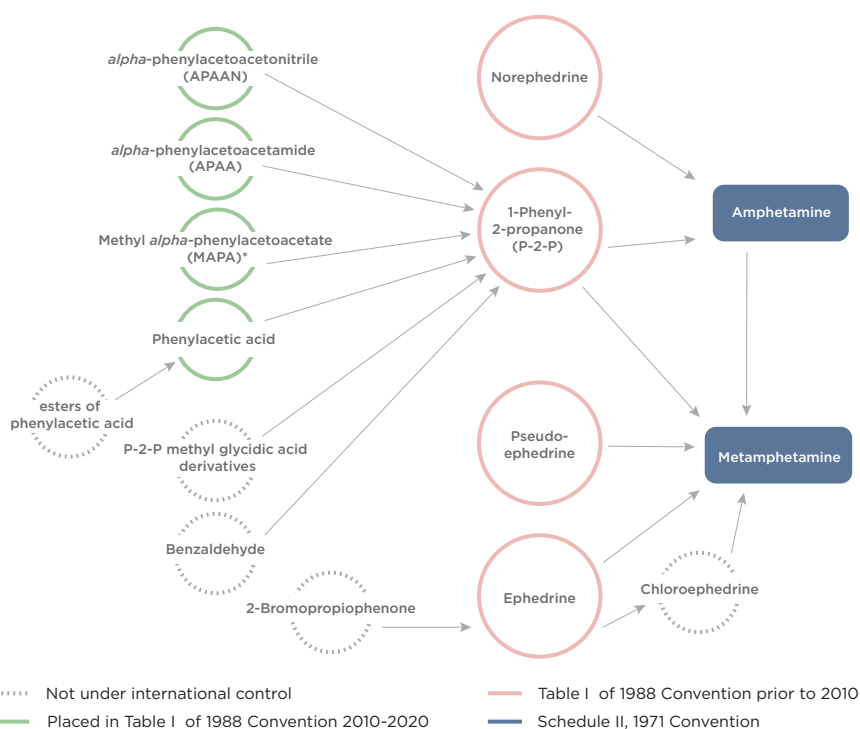 alpha-phenylacetoacetonitrile
(APAAN)
Norephedrine
alpha-phenylacetoacetamide
(APAA)
1-Phenyl-
2-propanone
(P-2-P)
Amphetamine
Methyl alpha-phenylacetoacetate
(MAPA)*
Phenylacetic acid
esters of
phenylacetic acid
P-2-P methyl glycidic acid
derivatives
Pseudo-
ephedrine
Metamphetamine
Benzaldehyde
2-Bromopropiophenone
Ephedrine
Chloroephedrine
Not under international control
Placed in Table I of 1988 Convention 2010-2020
Table I of 1988 Convention prior to 2010
Schedule II, 1971 Convention